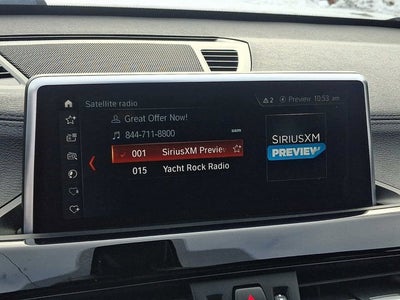 Satellite radio
2 Preview 10:53 am
Great Offer Now!
844-711-8800
001 SiriusXM Preview
015 Yacht Rock Radio
SIRIUSXM
PREVIEW